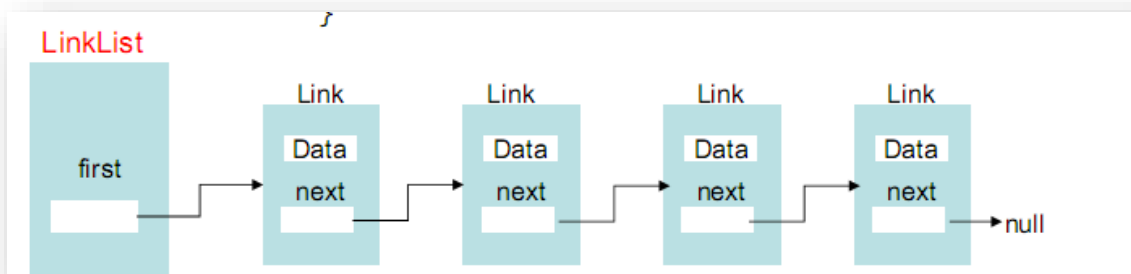 }
LinkList
Link Link Link Link
Data Data Data Data
first
next next next next
null